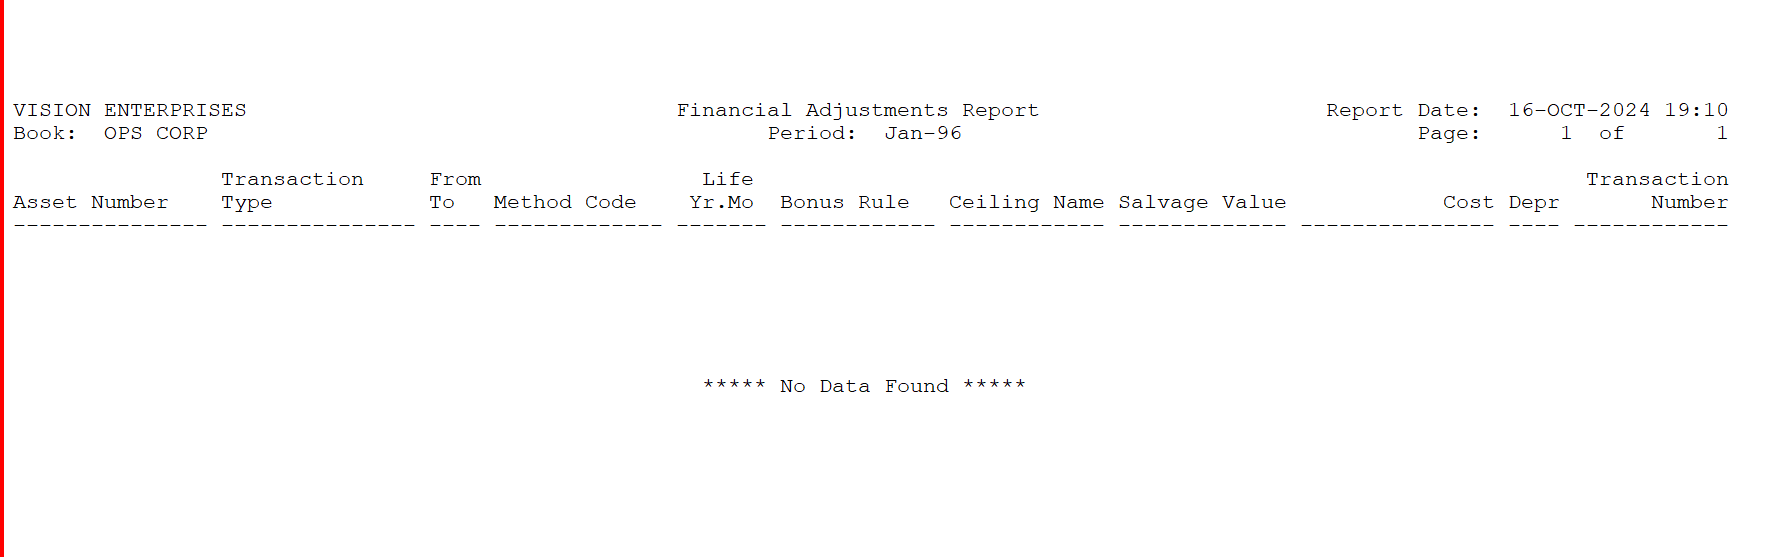 VISION ENTERPRISES                                 Financial Adjustments Report                      Report Date:  16-OCT-2024 19:10
Book:  OPS CORP                                           Period:  Jan-96                                   Page:      1  of       1
                Transaction     From                 Life                                                                Transaction
Asset Number    Type            To   Method Code    Yr.Mo  Bonus Rule   Ceiling Name Salvage Value            Cost Depr       Number
--------------- --------------- ---- ------------- ------- ------------ ------------ ------------- --------------- ---- ------------
***** No Data Found *****